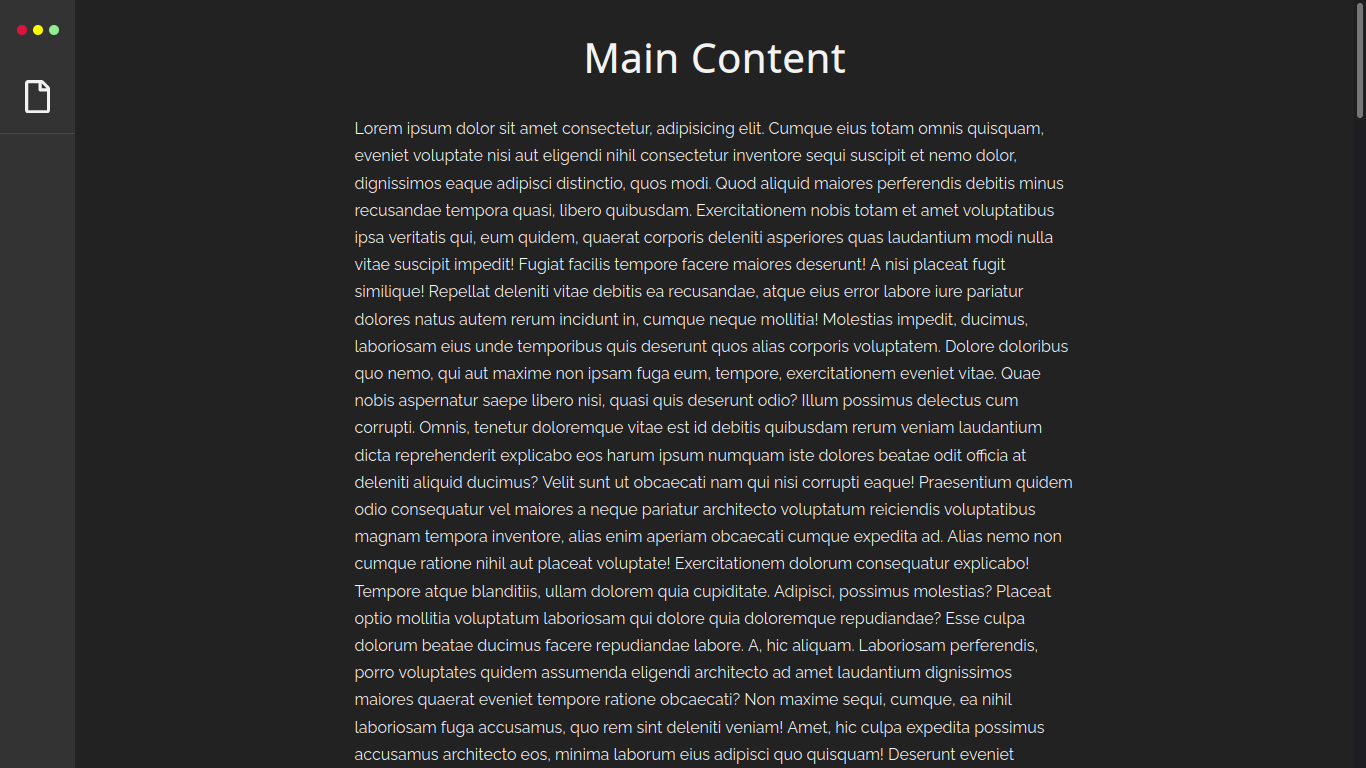 Main Content
Lorem ipsum dolor sit amet consectetur, adipisicing elit. Cumque eius totam omnis quisquam,
eveniet voluptate nisi aut eligendi nihil consectetur inventore sequi suscipit et nemo dolor,
dignissimos eaque adipisci distinctio, quos modi. Quod aliquid maiores perferendis debitis minus
recusandae tempora quasi, libero quibusdam. Exercitationem nobis totam et amet voluptatibus
ipsa veritatis qui, eum quidem, quaerat corporis deleniti asperiores quas laudantium modi nulla
vitae suscipit impedit! Fugiat facilis tempore facere maiores deserunt! A nisi placeat fugit
similique! Repellat deleniti vitae debitis ea recusandae, atque eius error labore iure pariatur
dolores natus autem rerum incidunt in, cumque neque mollitia! Molestias impedit, ducimus,
laboriosam eius unde temporibus quis deserunt quos alias corporis voluptatem. Dolore doloribus
quo nemo, qui aut maxime non ipsam fuga eum, tempore, exercitationem eveniet vitae. Quae
nobis aspernatur saepe libero nisi, quasi quis deserunt odio? Illum possimus delectus cum
corrupti. Omnis, tenetur doloremque vitae est id debitis quibusdam rerum veniam laudantium
dicta reprehenderit explicabo eos harum ipsum numquam iste dolores beatae odit officia at
deleniti aliquid ducimus? Velit sunt ut obcaecati nam qui nisi corrupti eaque! Praesentium quidem
odio consequatur vel maiores a neque pariatur architecto voluptatum reiciendis voluptatibus
magnam tempora inventore, alias enim aperiam obcaecati cumque expedita ad. Alias nemo non
cumque ratione nihil aut placeat voluptate! Exercitationem dolorum consequatur explicabo!
Tempore atque blanditiis, ullam dolorem quia cupiditate. Adipisci, possimus molestias? Placeat
optio mollitia voluptatum laboriosam qui dolore quia doloremque repudiandae? Esse culpa
dolorum beatae ducimus facere repudiandae labore. A, hic aliquam. Laboriosam perferendis,
porro voluptates quidem assumenda eligendi architecto ad amet laudantium dignissimos
maiores quaerat eveniet tempore ratione obcaecati? Non maxime sequi, cumque, ea nihil
laboriosam fuga accusamus, quo rem sint deleniti veniam! Amet, hic culpa expedita possimus
accusamus architecto eos, minima laborum eius adipisci quo quisquam! Deserunt eveniet